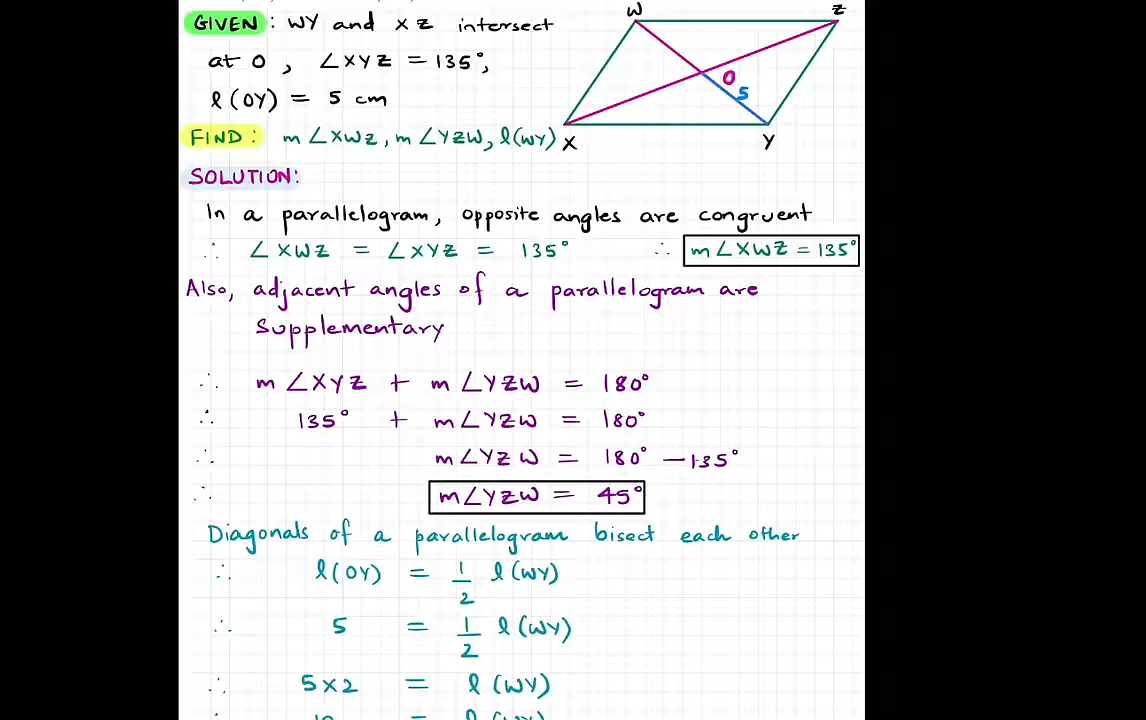 GIVEN : WY and XZ intersect
at O , ∠XYZ = 135°,
l(OY) = 5 cm
FIND : m∠XWZ, m∠YZW, l(WY)
W Z
O
5
X Y
SOLUTION:
In a parallelogram, opposite angles are congruent
∴ ∠XWZ = ∠XYZ = 135° ∴ m∠XWZ = 135°
Also, adjacent angles of a parallelogram are
supplementary
∴ m∠XYZ + m∠YZW = 180°
∴ 135° + m∠YZW = 180°
∴ m∠YZW = 180° - 135°
∴ m∠YZW = 45°
Diagonals of a parallelogram bisect each other
∴ l(OY) = 1/2 l(WY)
∴ 5 = 1/2 l(WY)
∴ 5×2 = l(WY)
∴ 10 = l(WY)